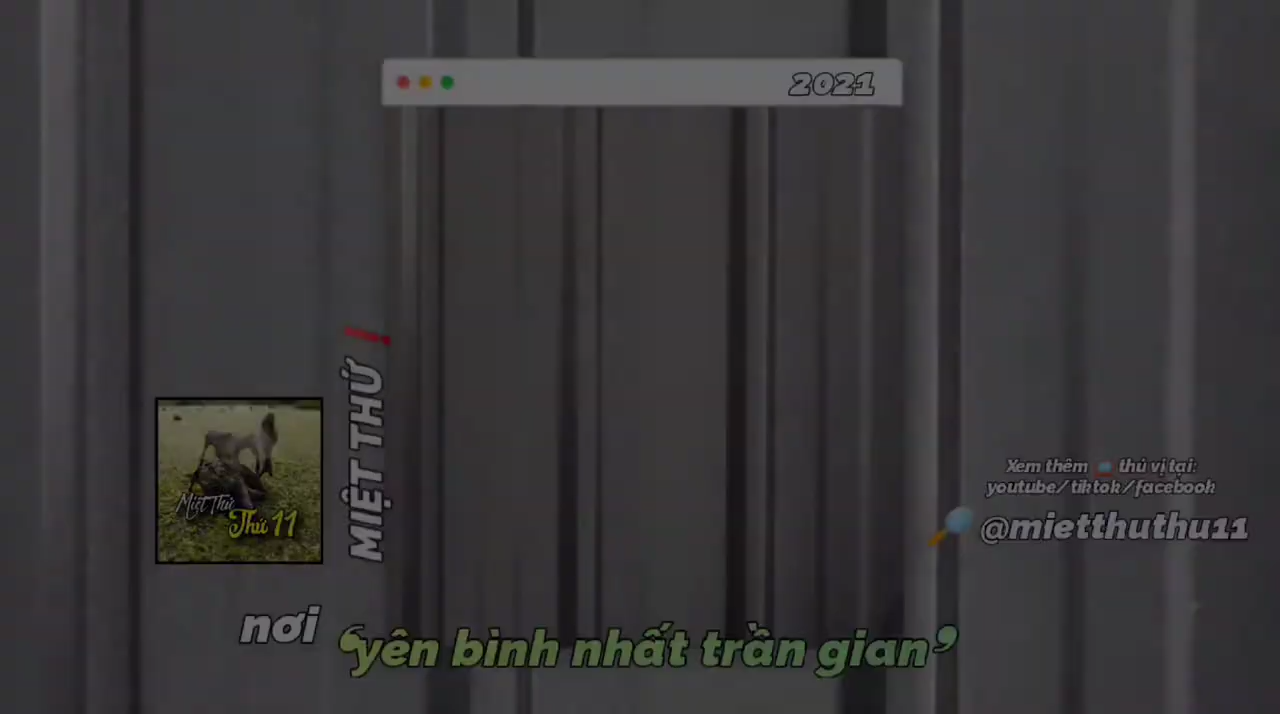 2021
MIỆT THỨ
Miệt Thứ
Thứ 11
Xem thêm thú vị tại:
youtube/tiktok/facebook
@mietthuthu11
nơi
‘yên bình nhất trần gian’